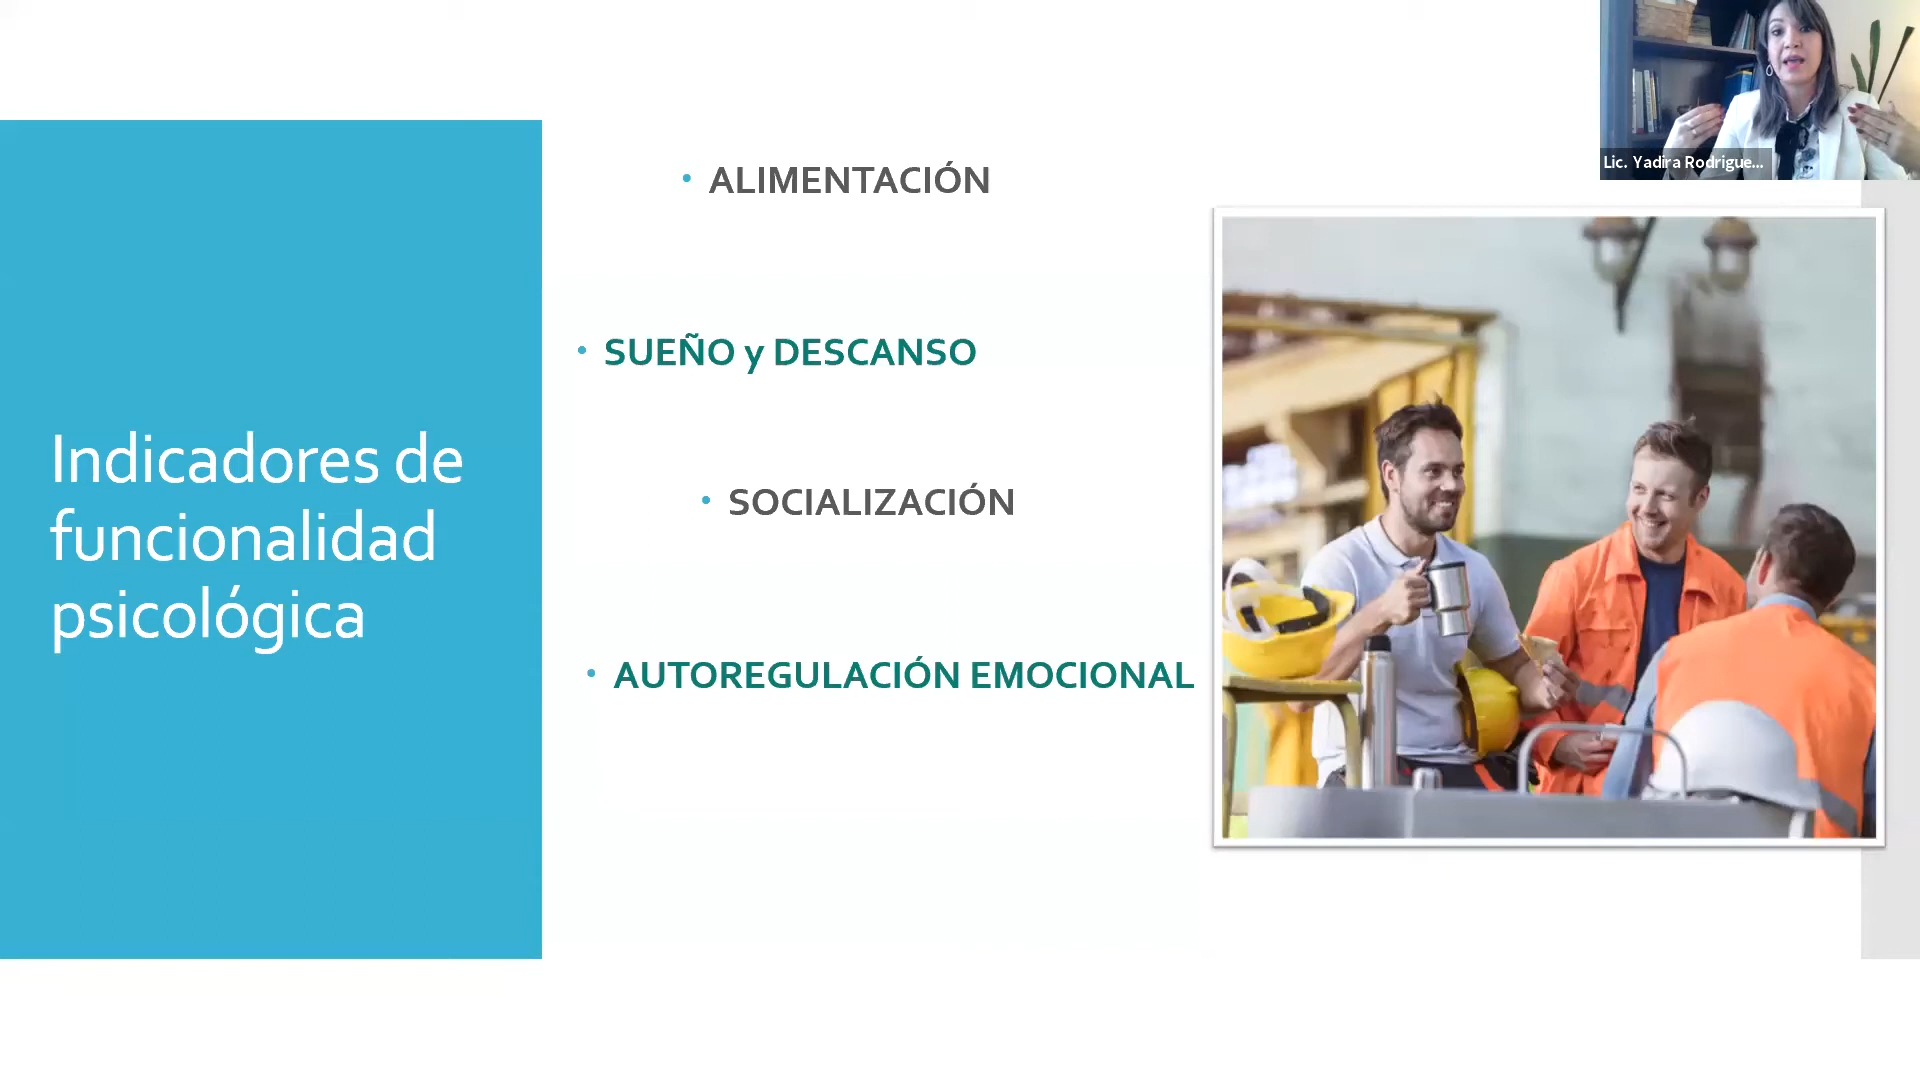 Indicadores de
funcionalidad
psicológica
• ALIMENTACIÓN
• SUEÑO y DESCANSO
• SOCIALIZACIÓN
• AUTOREGULACIÓN EMOCIONAL
Lic. Yadira Rodrigue...